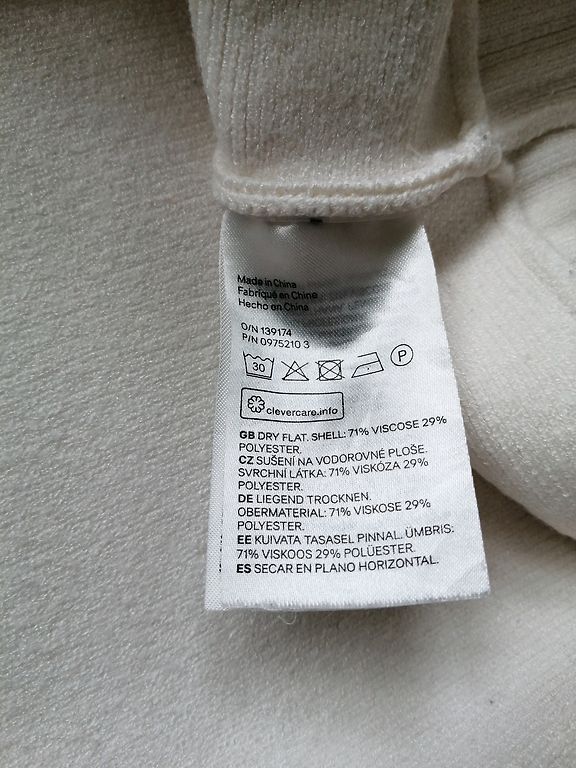 Made in China
Fabriqué en Chine
Hecho en China
O/N 139174
P/N 0975210 3
30
P
clevercare.info
GB DRY FLAT. SHELL: 71% VISCOSE 29%
POLYESTER.
CZ SUŠENÍ NA VODOROVNÉ PLOŠE.
SVRCHNÍ LÁTKA: 71% VISKÓZA 29%
POLYESTER.
DE LIEGEND TROCKNEN.
OBERMATERIAL: 71% VISKOSE 29%
POLYESTER.
EE KUIVATA TASASEL PINNAL. ÜMBRIS:
71% VISKOOS 29% POLÜESTER.
ES SECAR EN PLANO HORIZONTAL.